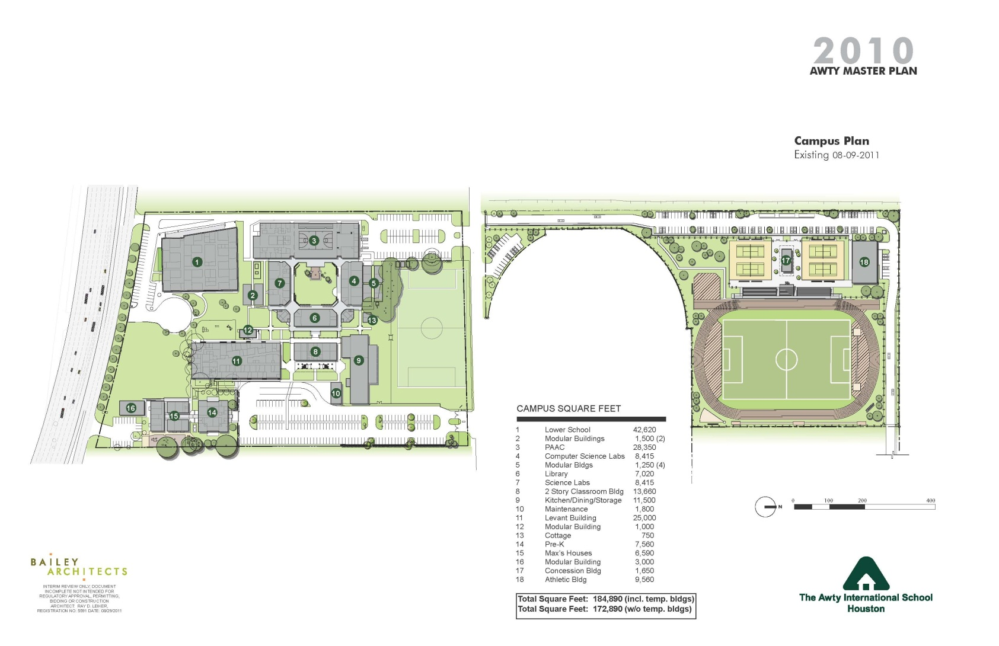 2010
AWTY MASTER PLAN
Campus Plan
Existing 08-09-2011
1
2
3
4
5
6
7
8
9
10
11
12
13
14
15
16
17
18
CAMPUS SQUARE FEET
1 Lower School 42,620
2 Modular Buildings 1,500 (2)
3 PAAC 28,350
4 Computer Science Labs 8,415
5 Modular Bldgs 1,250 (4)
6 Library 7,020
7 Science Labs 8,415
8 2 Story Classroom Bldg 13,660
9 Kitchen/Dining/Storage 11,500
10 Maintenance 1,800
11 Levant Building 25,000
12 Modular Building 1,000
13 Cottage 750
14 Pre-K 7,560
15 Max's Houses 6,590
16 Modular Building 3,000
17 Concession Bldg 1,650
18 Athletic Bldg 9,560
Total Square Feet: 184,890 (incl. temp. bldgs)
Total Square Feet: 172,890 (w/o temp. bldgs)
N
0 100 200 400
BAILEY
ARCHITECTS
INTERIM REVIEW ONLY; DOCUMENT
INCOMPLETE NOT INTENDED FOR
REGULATORY APPROVAL, PERMITTING,
BIDDING OR CONSTRUCTION
ARCHITECT: RAY D. LEIKER,
REGISTRATION NO: 5591 DATE: 08/29/2011
The Awty International School
Houston